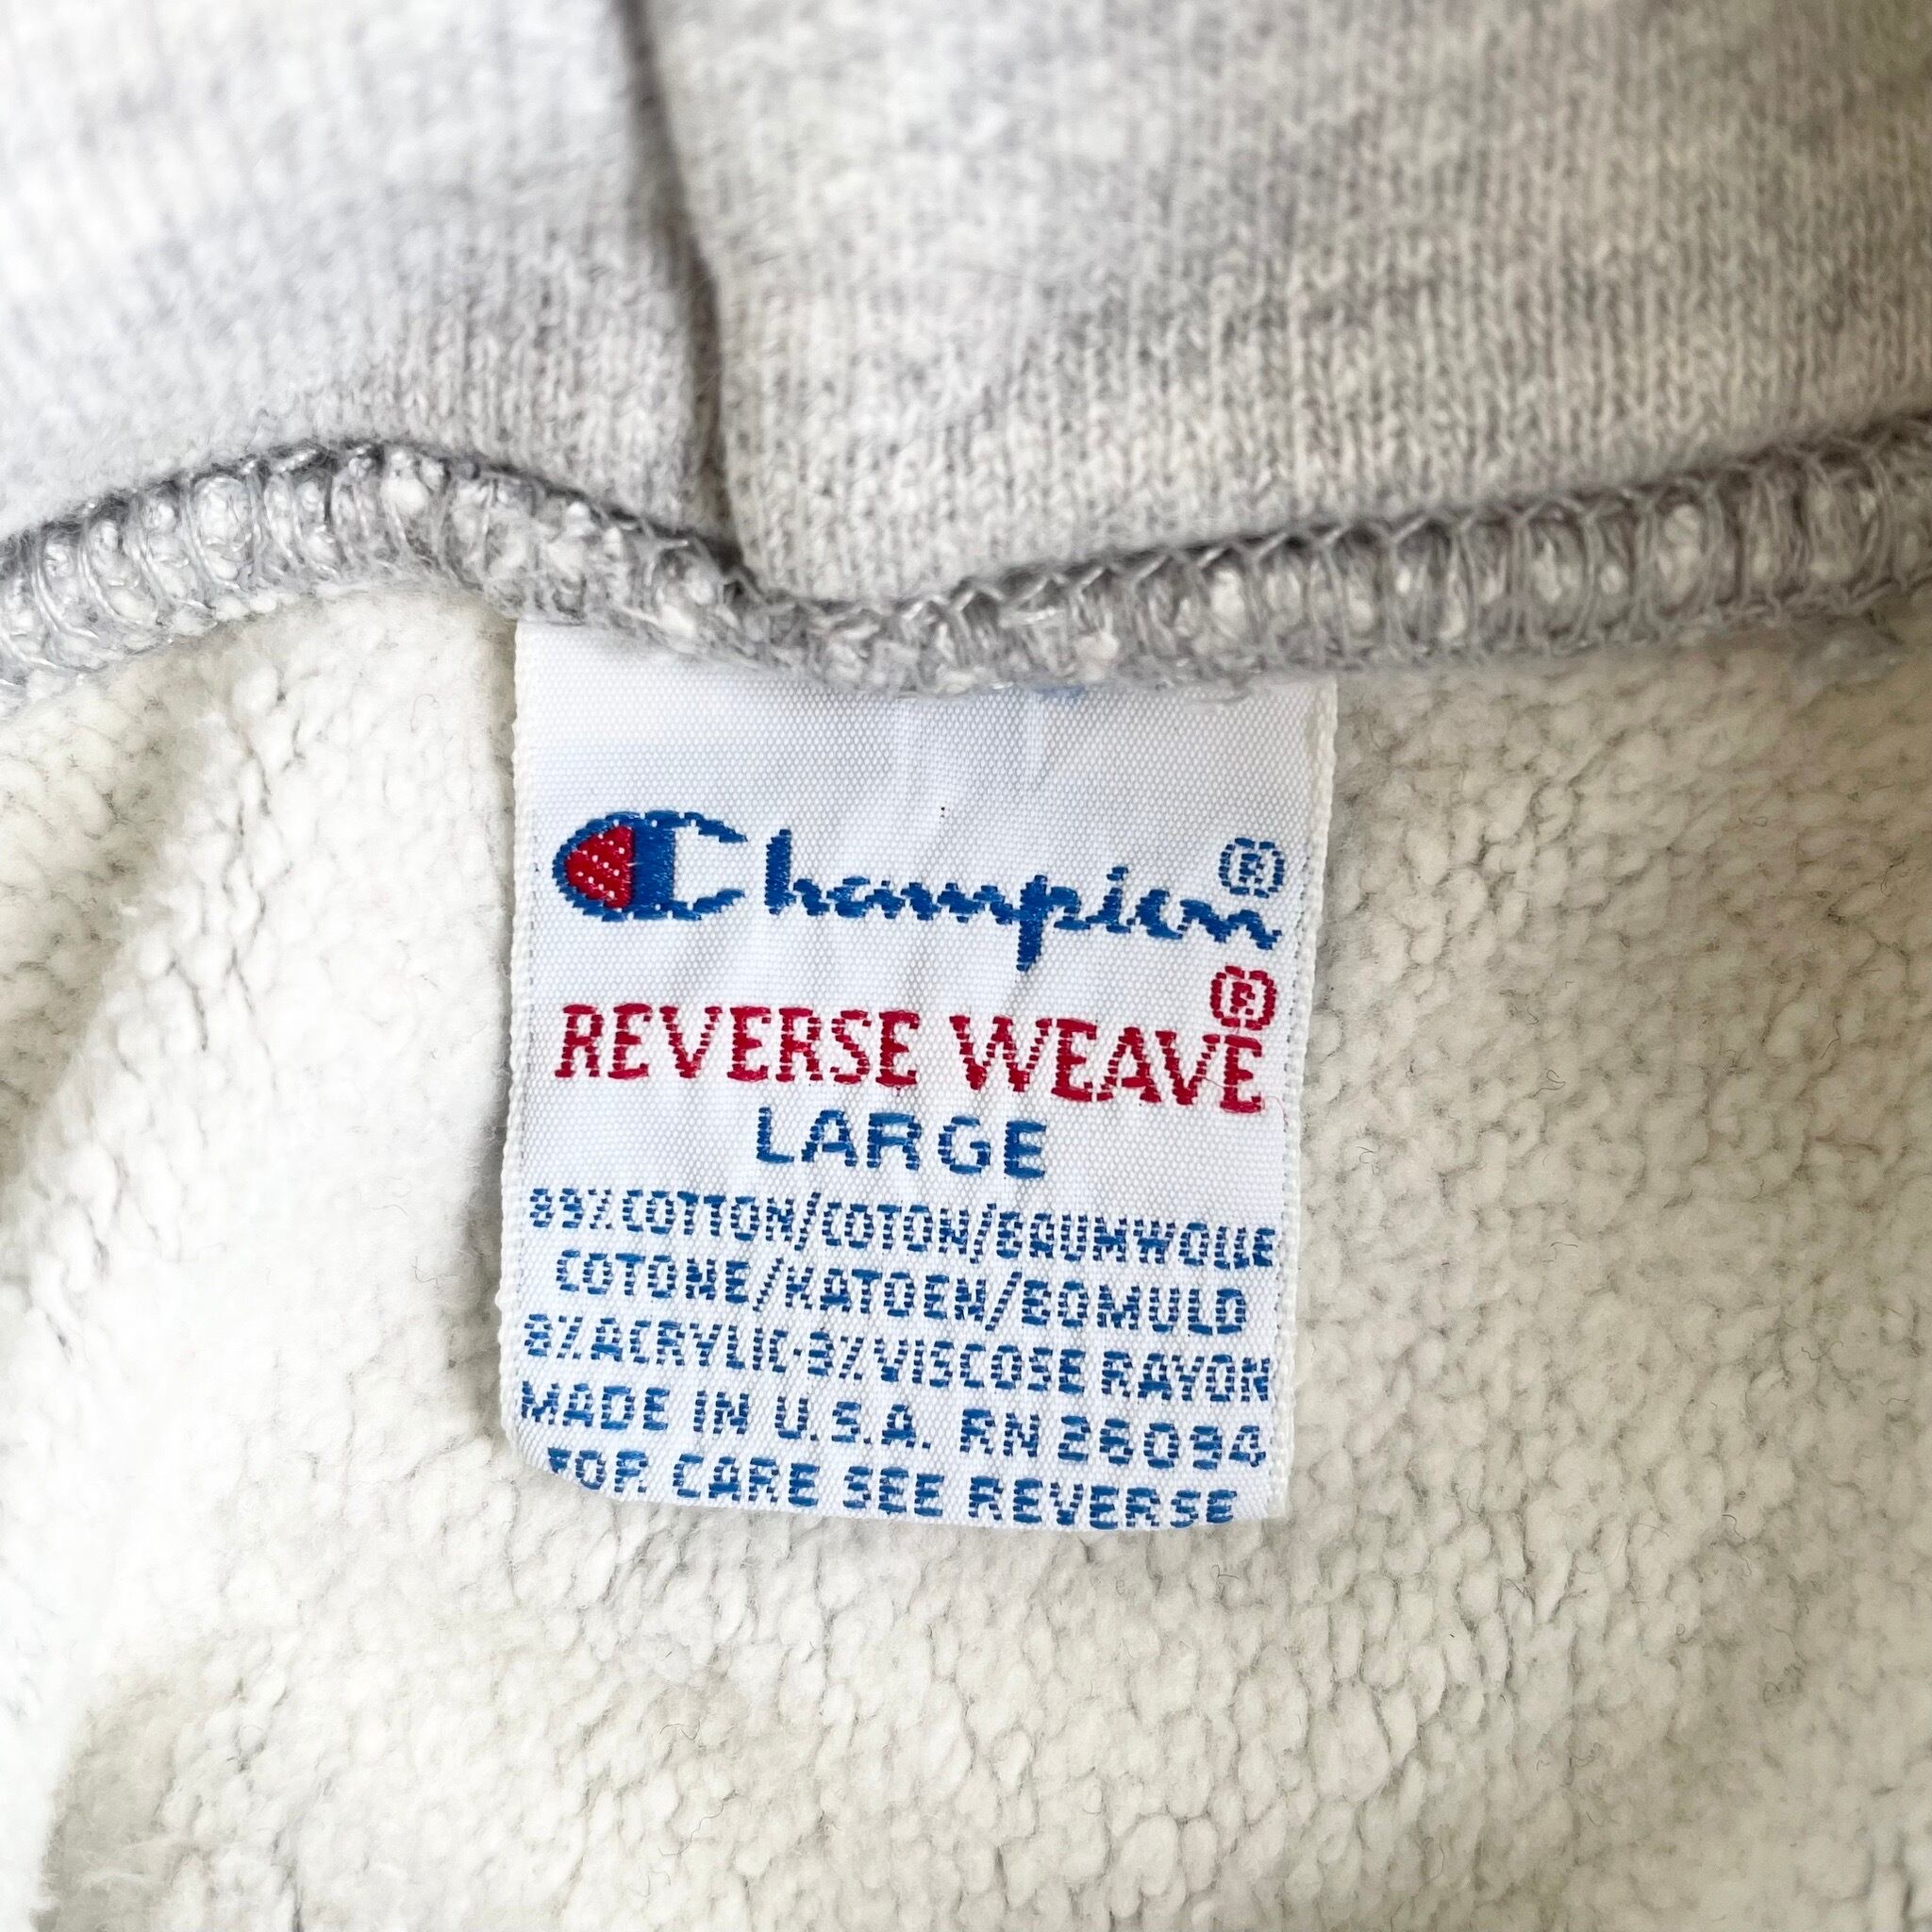 Champion®
REVERSE WEAVE®
LARGE
89% COTTON/COTON/BAUMWOLLE
COTONE/KATOEN/BOMULD
8% ACRYLIC-3% VISCOSE RAYON
MADE IN U.S.A. RN 26094
FOR CARE SEE REVERSE